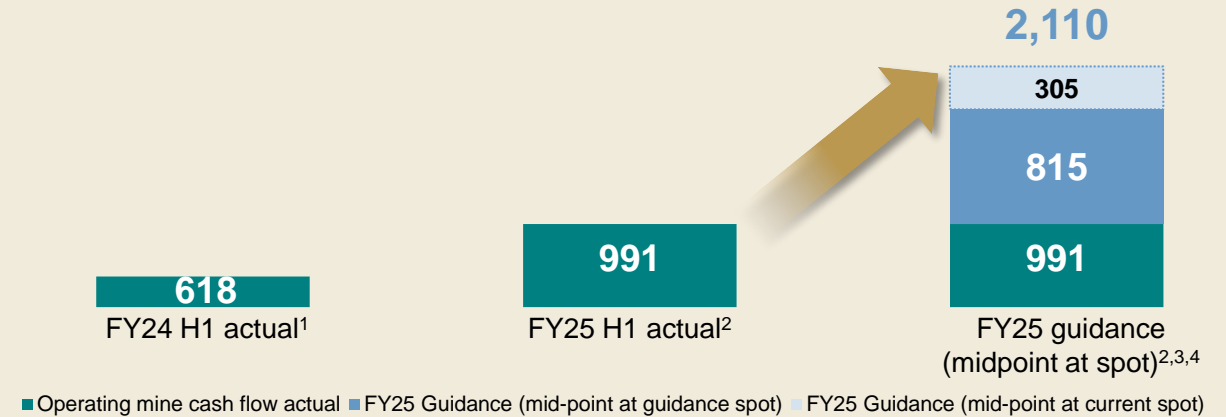 2,110
305
815
991
991
618
FY24 H1 actual1
FY25 H1 actual2
FY25 guidance
(midpoint at spot)2,3,4
Operating mine cash flow actual FY25 Guidance (mid-point at guidance spot) FY25 Guidance (mid-point at current spot)